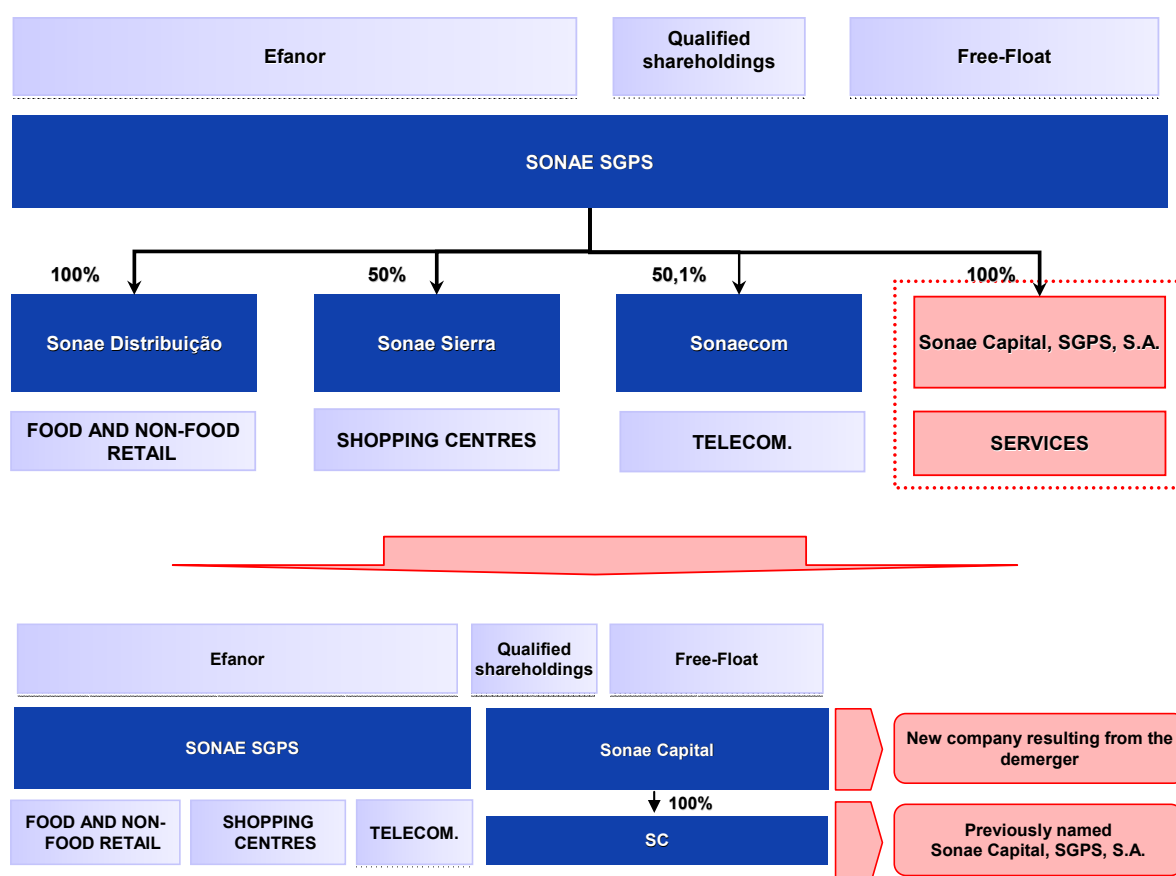 Efanor
Qualified
shareholdings
Free-Float
SONAE SGPS
100%
50%
50,1%
100%
Sonae Distribuição
Sonae Sierra
Sonaecom
Sonae Capital, SGPS, S.A.
FOOD AND NON-FOOD
RETAIL
SHOPPING CENTRES
TELECOM.
SERVICES
Efanor
Qualified
shareholdings
Free-Float
SONAE SGPS
Sonae Capital
New company resulting from the
demerger
100%
FOOD AND NON-
FOOD RETAIL
SHOPPING
CENTRES
TELECOM.
SC
Previously named
Sonae Capital, SGPS, S.A.